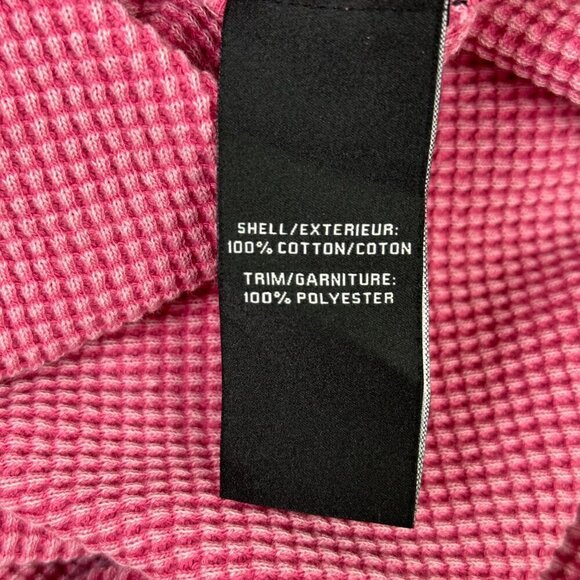 SHELL/EXTERIEUR:
100% COTTON/COTON
TRIM/GARNITURE:
100% POLYESTER